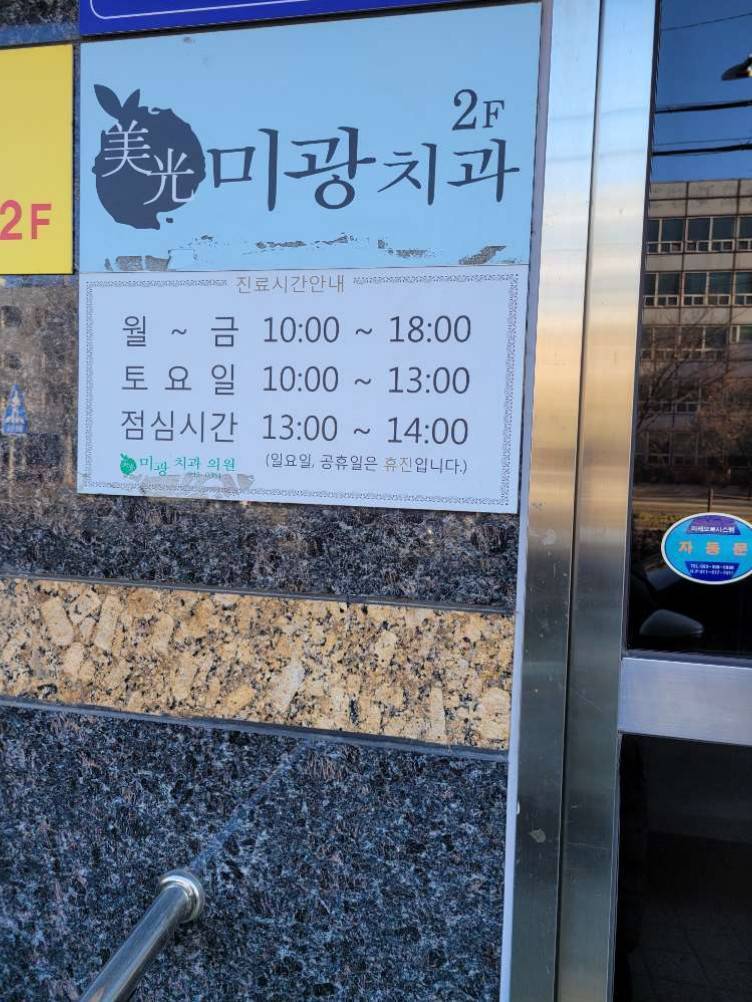 2F
美光
2F
미광치과
진료시간안내
월 ~ 금 10:00 ~ 18:00
토요일 10:00 ~ 13:00
점심시간 13:00 ~ 14:00
미광 치과 의원 (일요일, 공휴일은 휴진입니다.)
자동문